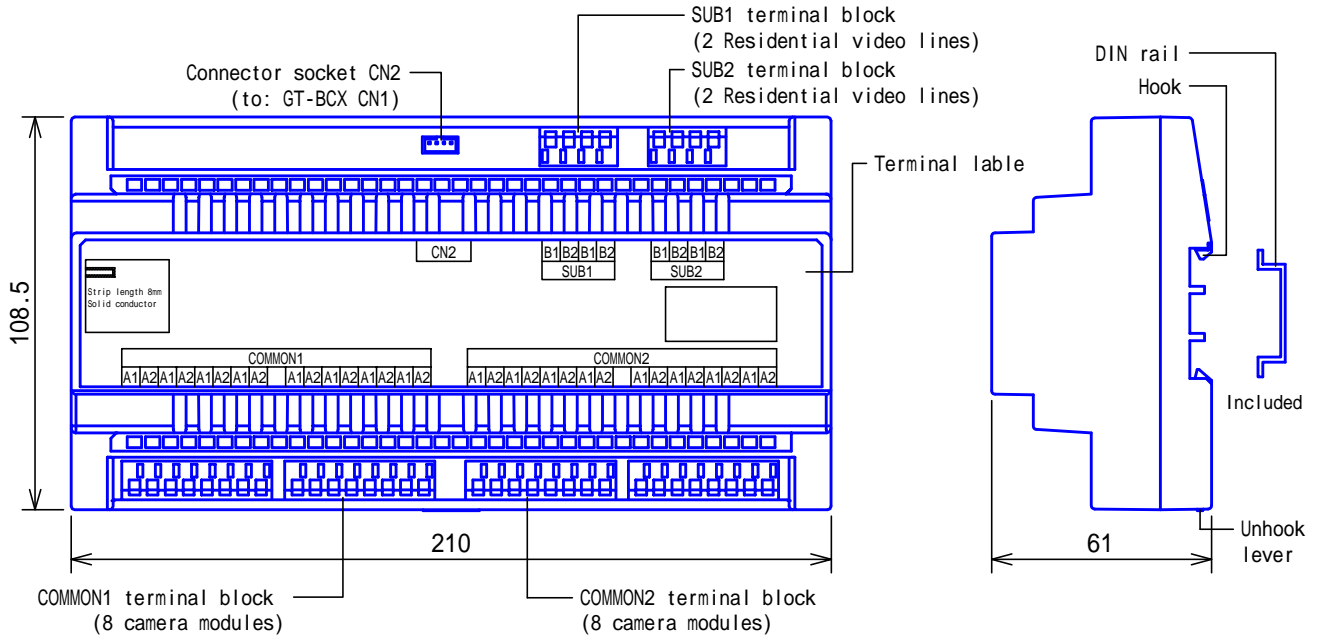 SUB1 terminal block
(2 Residential video lines)
SUB2 terminal block
(2 Residential video lines)
Connector socket CN2
(to: GT-BCX CN1)
DIN rail
Hook
Terminal lable
CN2
B1 B2 B1 B2
SUB1
B1 B2 B1 B2
SUB2
Strip length 8mm
Solid conductor
108.5
COMMON1
A1 A2 A1 A2 A1 A2 A1 A2 A1 A2 A1 A2 A1 A2 A1 A2
COMMON2
A1 A2 A1 A2 A1 A2 A1 A2 A1 A2 A1 A2 A1 A2 A1 A2
Included
210
61
Unhook
lever
COMMON1 terminal block
(8 camera modules)
COMMON2 terminal block
(8 camera modules)